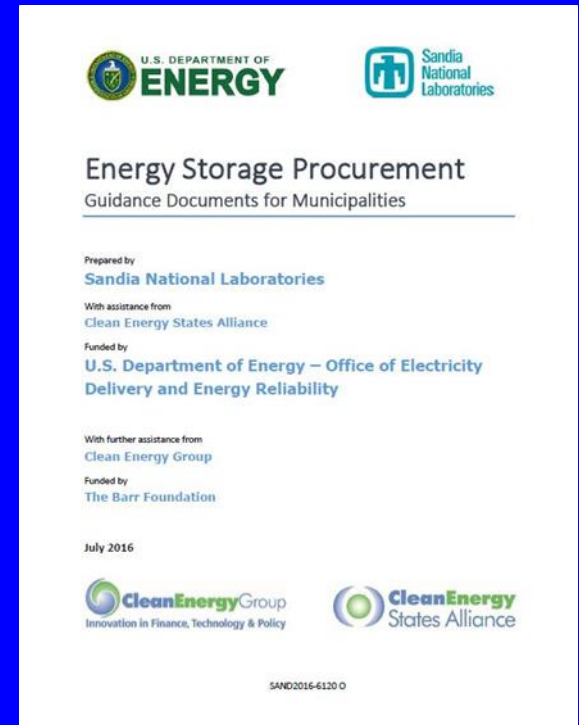 U.S. DEPARTMENT OF
ENERGY
Sandia
National
Laboratories
Energy Storage Procurement
Guidance Documents for Municipalities
Prepared by
Sandia National Laboratories
With assistance from
Clean Energy States Alliance
Funded by
U.S. Department of Energy – Office of Electricity
Delivery and Energy Reliability
With further assistance from
Clean Energy Group
Funded by
The Barr Foundation
July 2016
CleanEnergyGroup
Innovation in Finance, Technology & Policy
CleanEnergy
States Alliance
SAND2016-6120 O